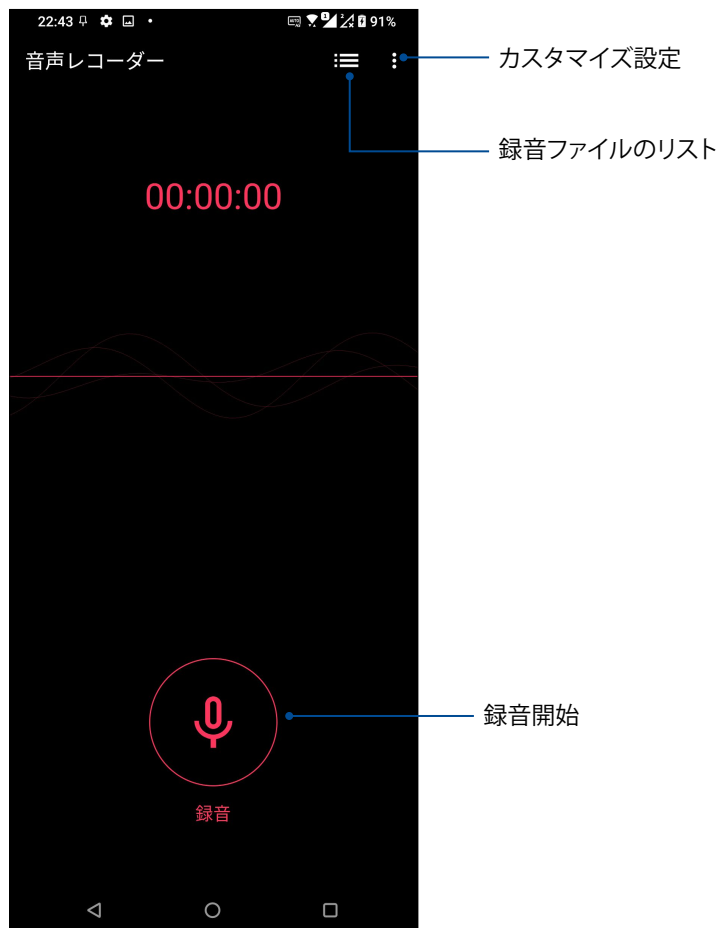 22:43 91%
音声レコーダー
カスタマイズ設定
録音ファイルのリスト
00:00:00
録音開始
録音